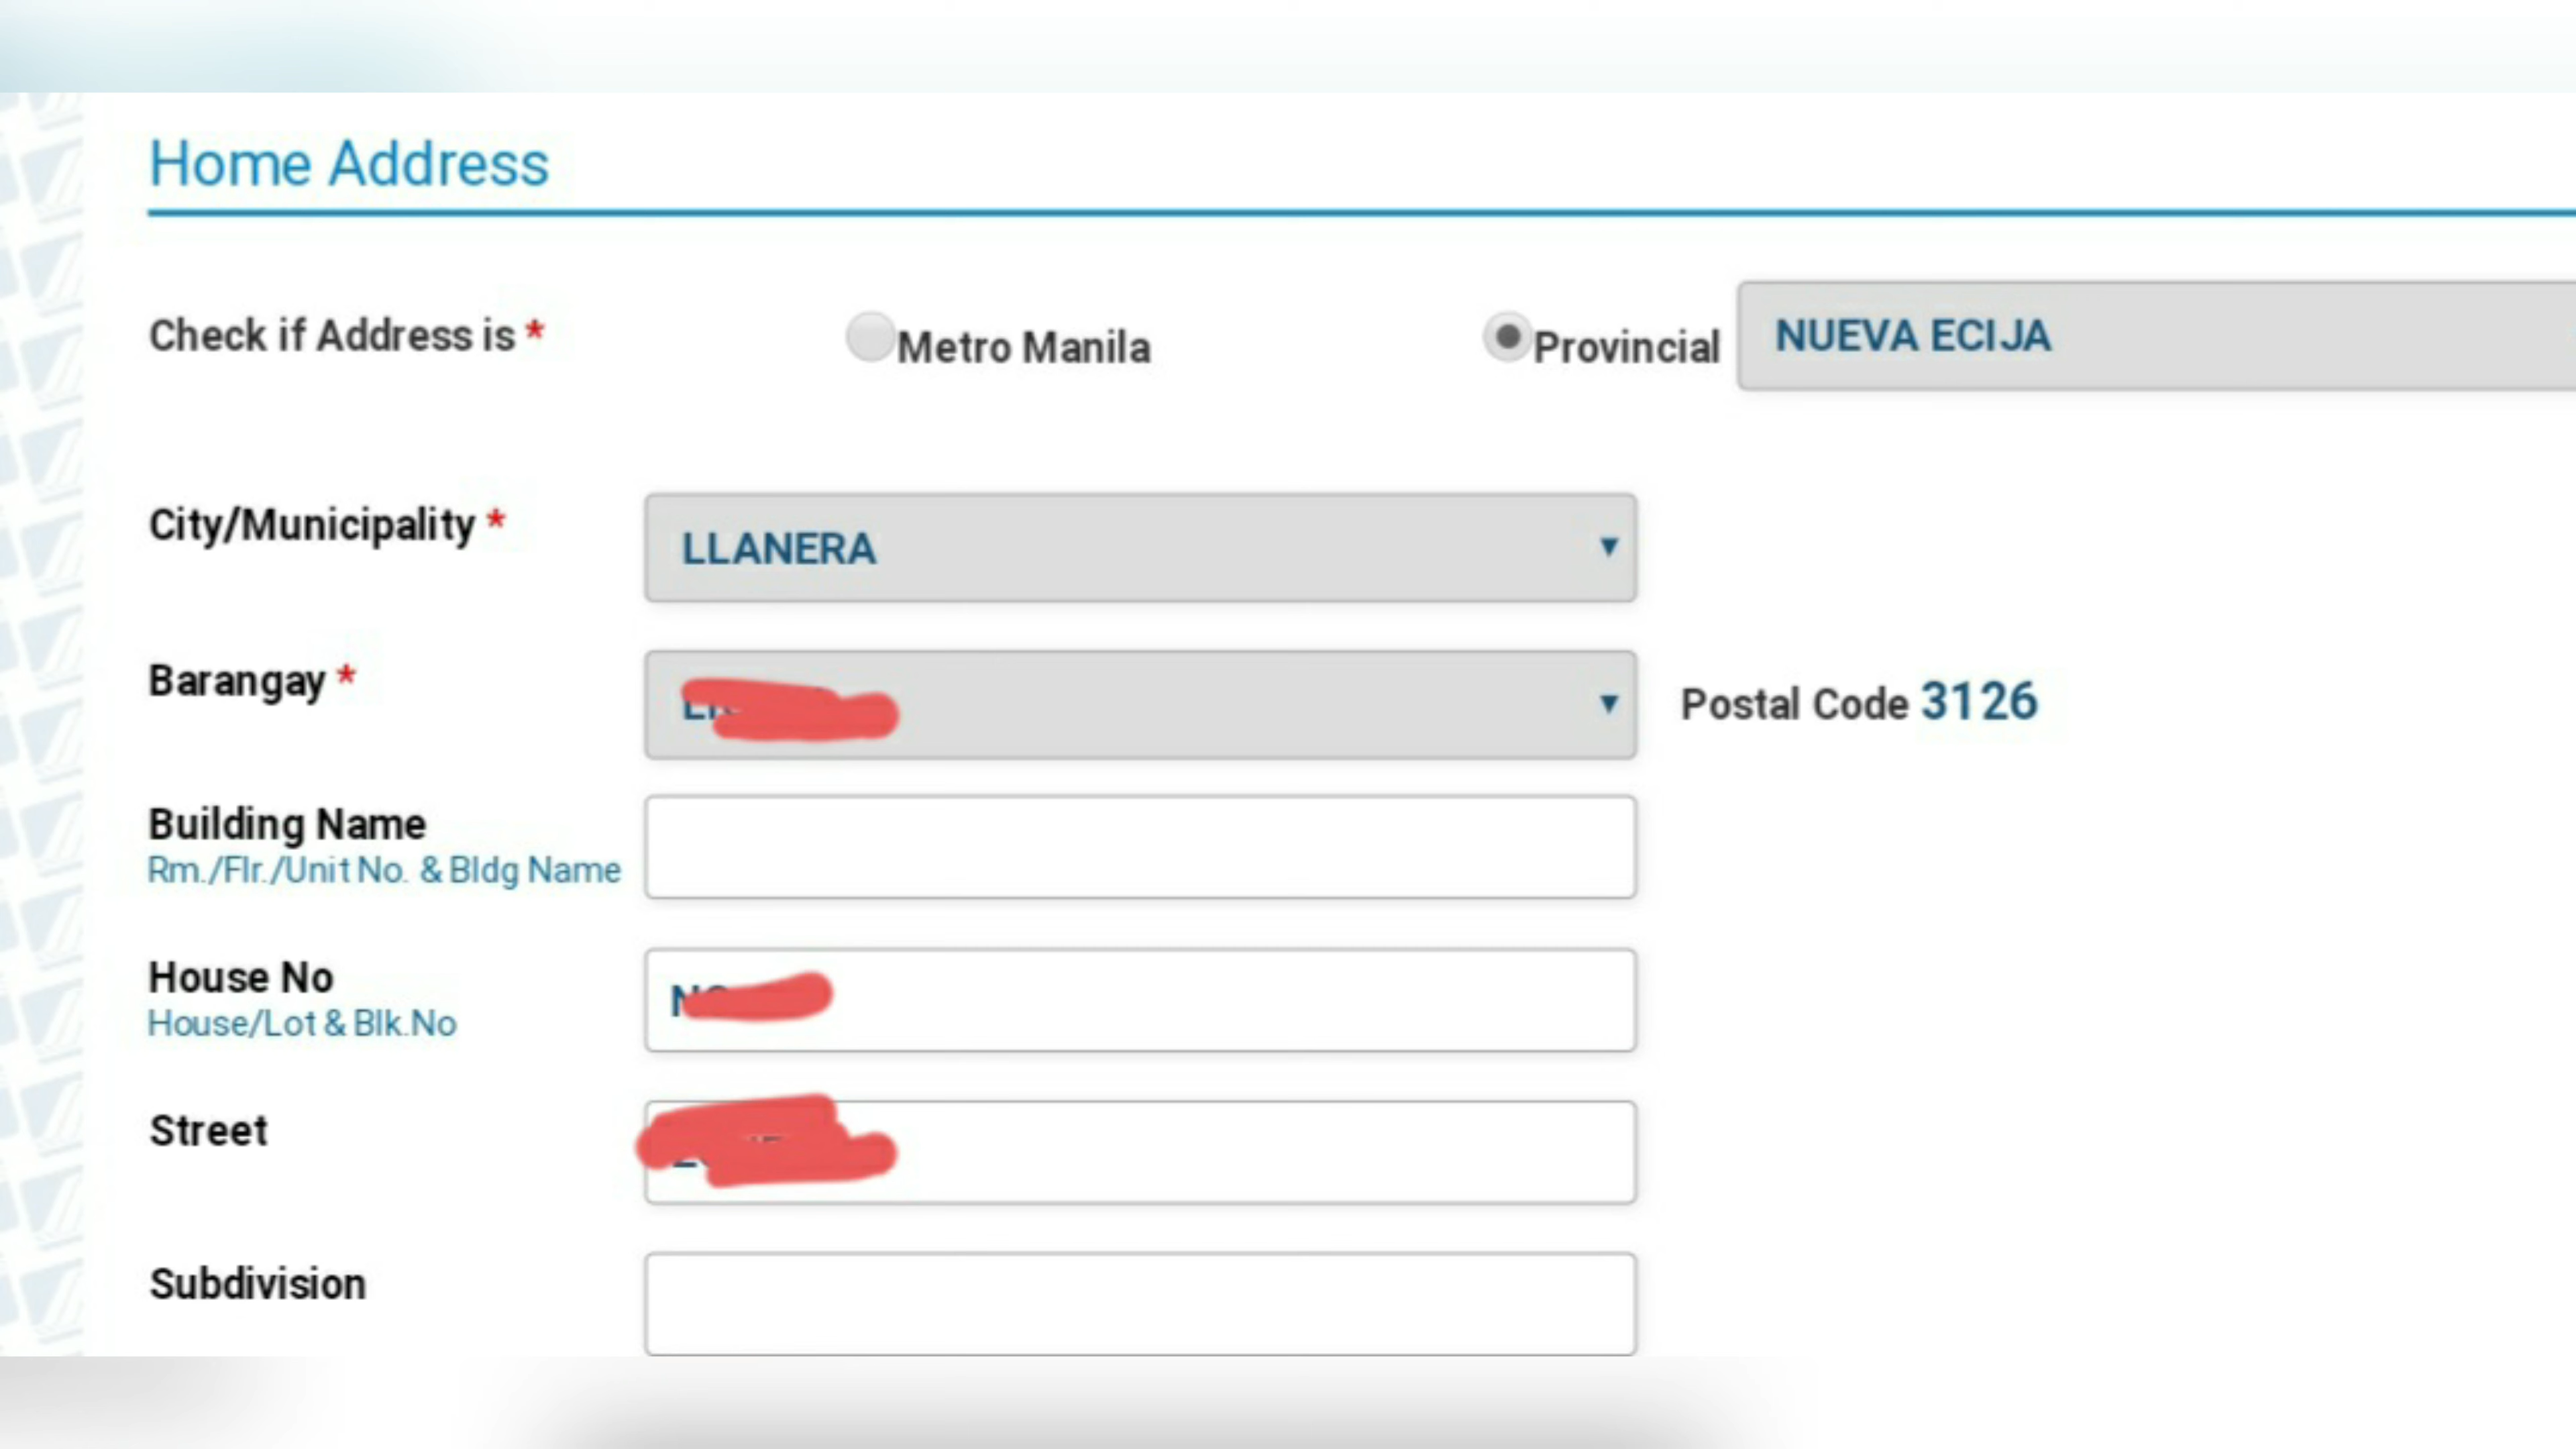 Home Address
Check if Address is * Metro Manila Provincial NUEVA ECIJA
City/Municipality * LLANERA
Barangay * Postal Code 3126
Building Name
Rm./Flr./Unit No. & Bldg Name
House No
House/Lot & Blk.No
Street
Subdivision